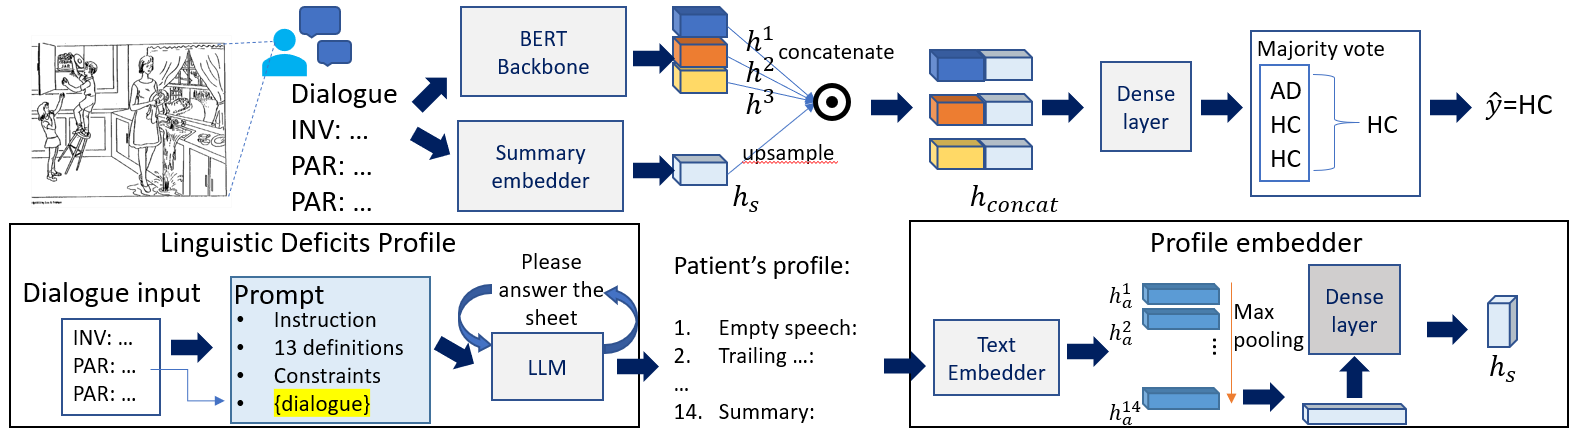 Dialogue
INV: ...
PAR: ...
PAR: ...
BERT
Backbone
Summary
embedder
h^1
h^2
h^3
concatenate
upsample
h_s
h_concat
Dense
layer
Majority vote
AD
HC
HC
HC
ŷ=HC
Linguistic Deficits Profile
Dialogue input
INV: ...
PAR: ...
PAR: ...
Prompt
• Instruction
• 13 definitions
• Constraints
• {dialogue}
Please
answer the
sheet
LLM
Patient's profile:
1. Empty speech:
2. Trailing ...:
...
14. Summary:
Profile embedder
Text
Embedder
h_a^1
h_a^2
⋮
h_a^14
Max
pooling
Dense
layer
h_s